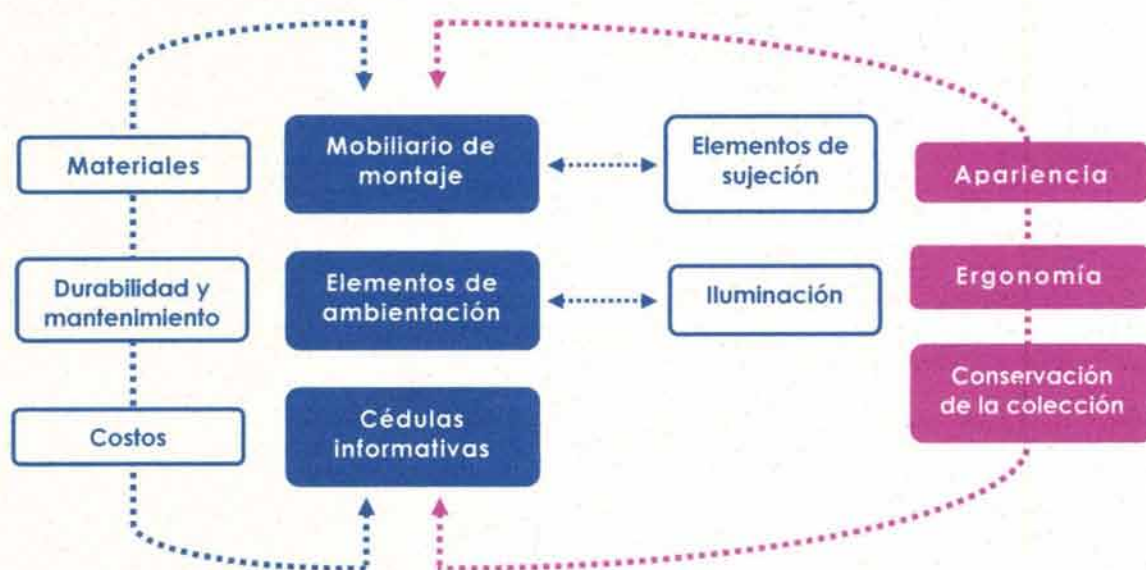 Materiales
Durabilidad y
mantenimiento
Costos
Mobiliario de
montaje
Elementos de
ambientación
Cédulas
informativas
Elementos de
sujeción
Iluminación
Apariencia
Ergonomía
Conservación
de la colección